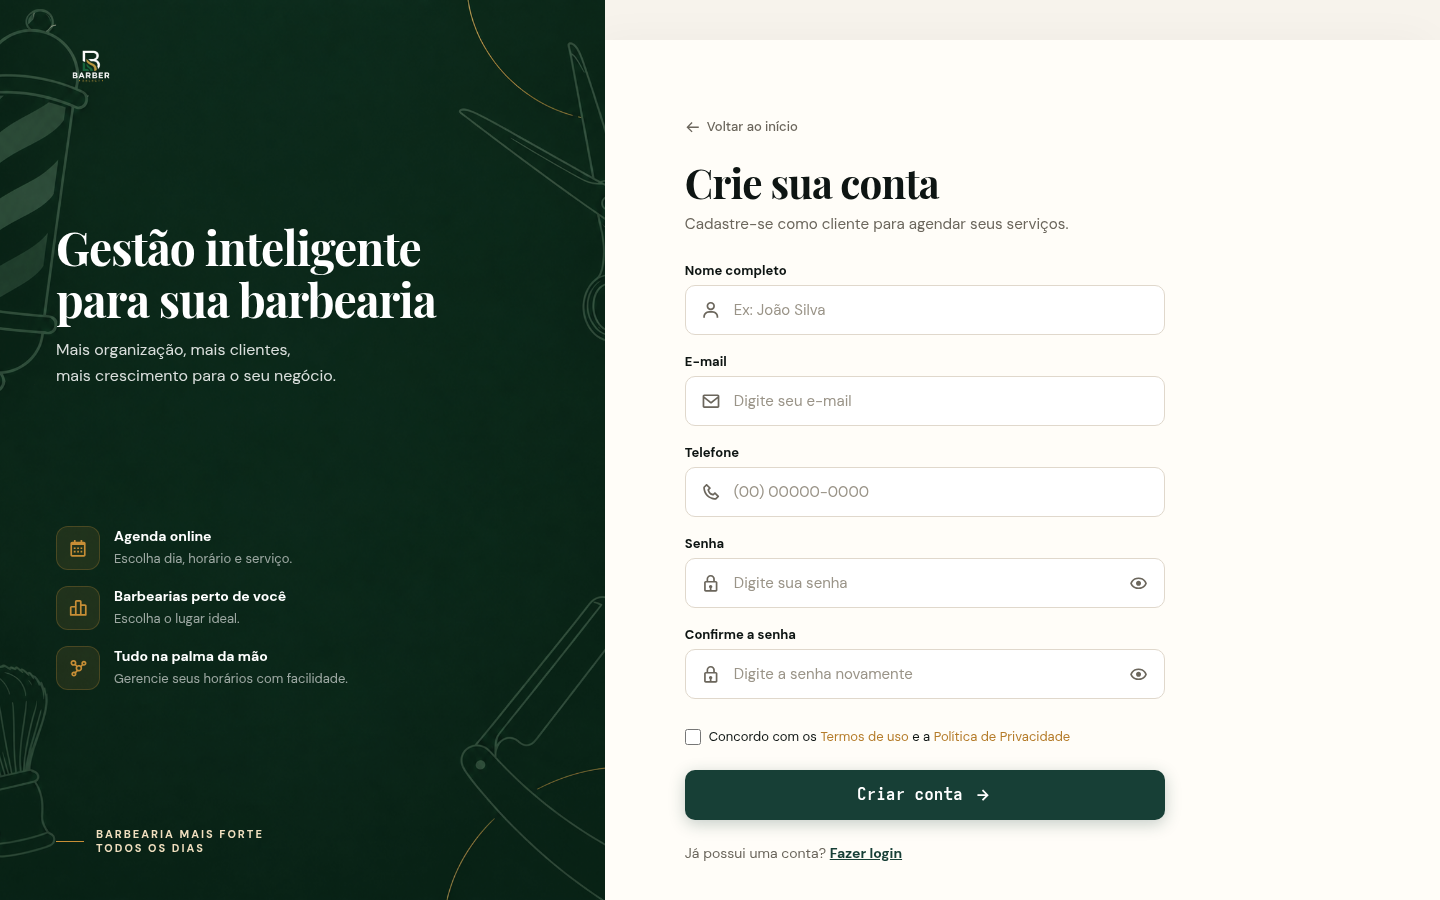 BARBER
Gestão inteligente
para sua barbearia
Mais organização, mais clientes,
mais crescimento para o seu negócio.
Agenda online
Escolha dia, horário e serviço.
Barbearias perto de você
Escolha o lugar ideal.
Tudo na palma da mão
Gerencie seus horários com facilidade.
BARBEARIA MAIS FORTE
TODOS OS DIAS
← Voltar ao início
Crie sua conta
Cadastre-se como cliente para agendar seus serviços.
Nome completo
Ex: João Silva
E-mail
Digite seu e-mail
Telefone
(00) 00000-0000
Senha
Digite sua senha
Confirme a senha
Digite a senha novamente
Concordo com os Termos de uso e a Política de Privacidade
Criar conta →
Já possui uma conta? Fazer login